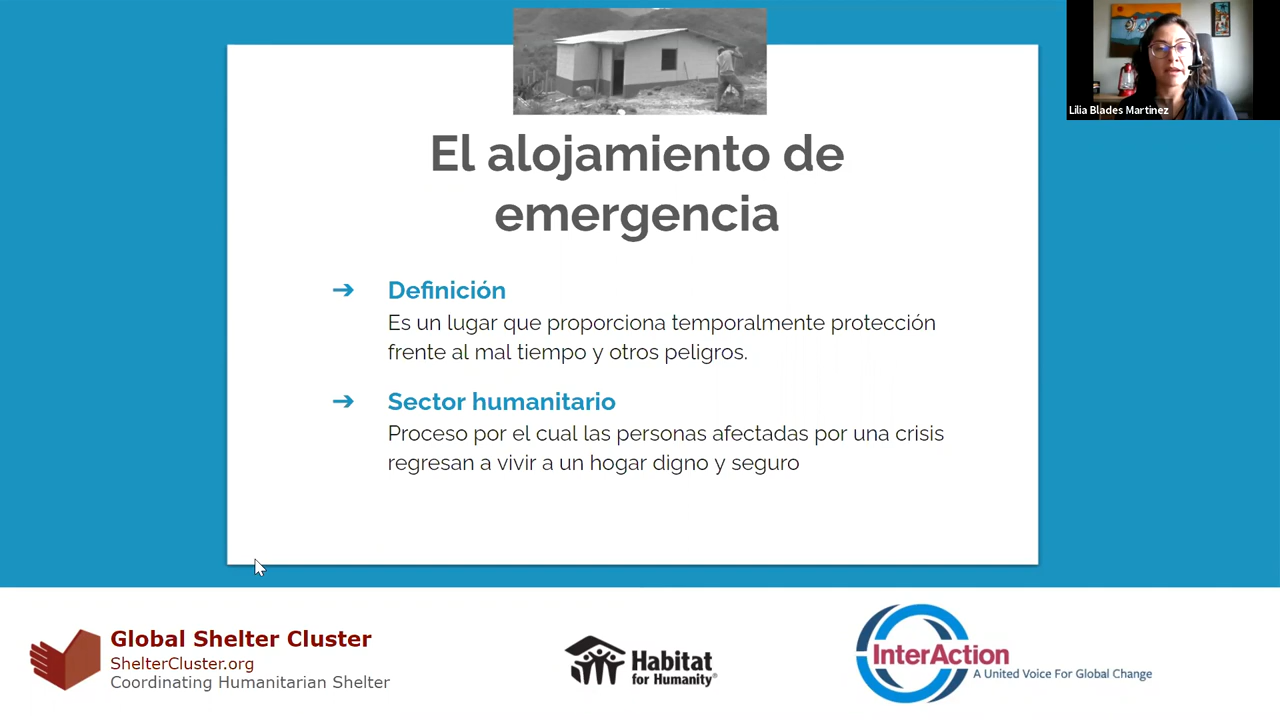 Lilia Blades Martinez
El alojamiento de
emergencia
➔ Definición
Es un lugar que proporciona temporalmente protección
frente al mal tiempo y otros peligros.
➔ Sector humanitario
Proceso por el cual las personas afectadas por una crisis
regresan a vivir a un hogar digno y seguro
Global Shelter Cluster
ShelterCluster.org
Coordinating Humanitarian Shelter
Habitat
for Humanity®
InterAction
A United Voice For Global Change